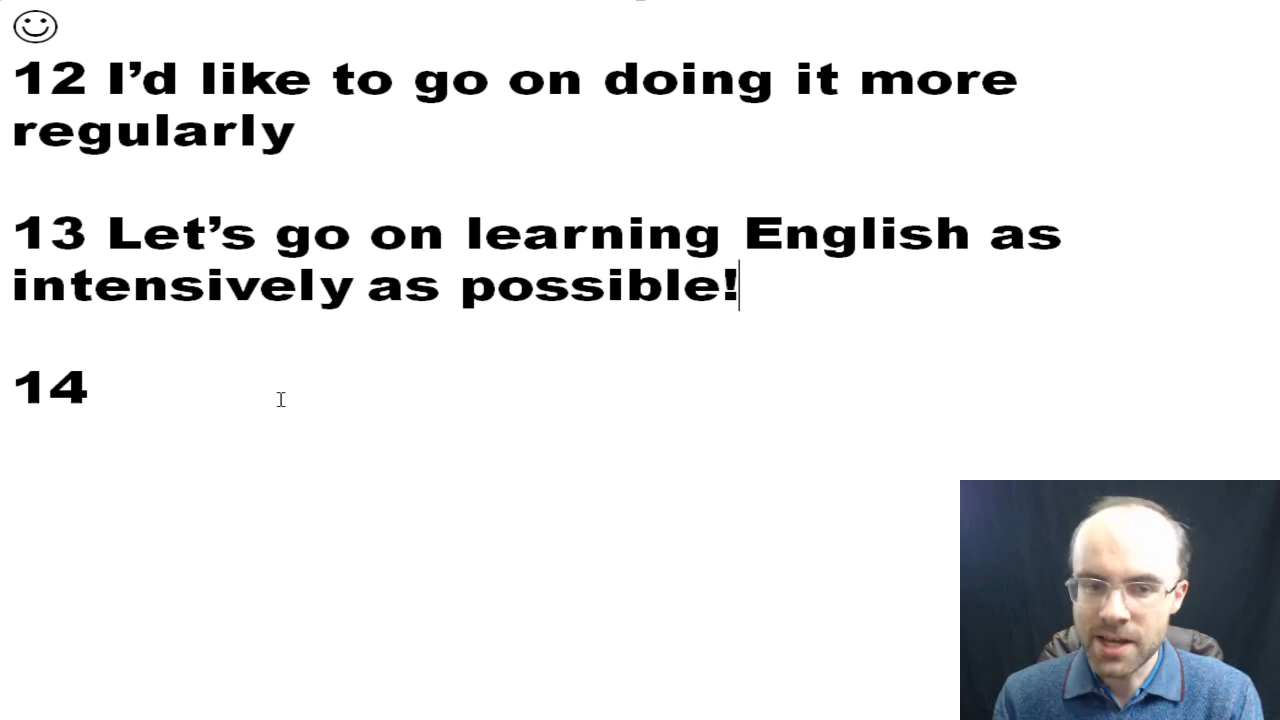 12 I’d like to go on doing it more
regularly
13 Let’s go on learning English as
intensively as possible!
14